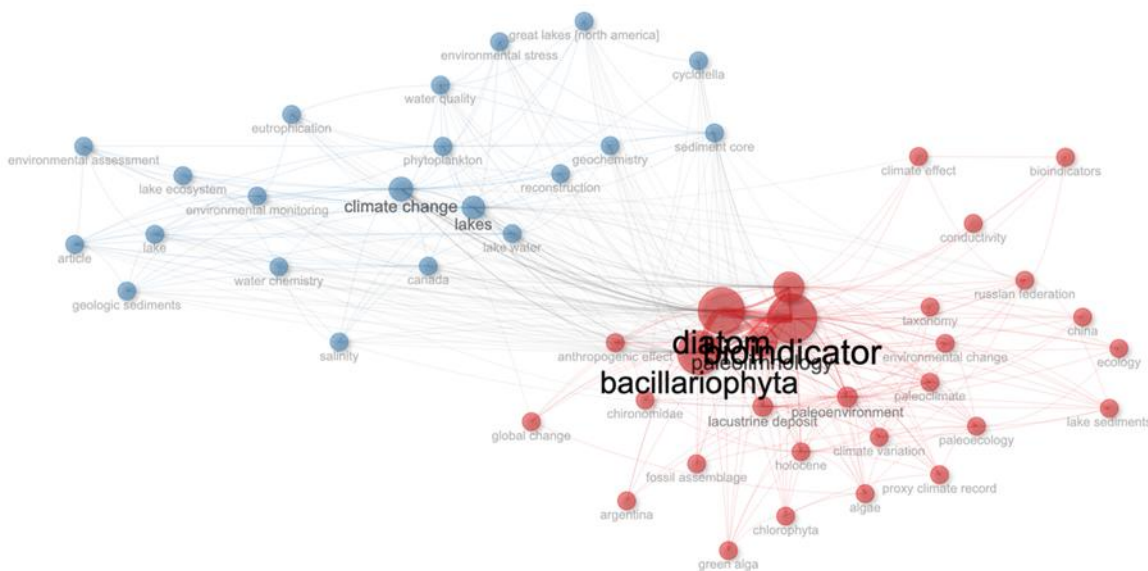 great lakes [north america]
environmental stress
cyclotella
water quality
eutrophication
sediment core
environmental assessment
phytoplankton
geochemistry
climate effect
bioindicators
lake ecosystem
reconstruction
environmental monitoring
climate change
lakes
conductivity
article
lake
lake water
water chemistry
canada
geologic sediments
russian federation
taxonomy
china
salinity
anthropogenic effect
diatom
bioindicator
environmental change
ecology
paleolimnology
bacillariophyta
paleoclimate
chironomidae
lacustrine deposit
paleoenvironment
lake sediments
global change
paleoecology
climate variation
holocene
fossil assemblage
proxy climate record
argentina
algae
chlorophyta
green alga